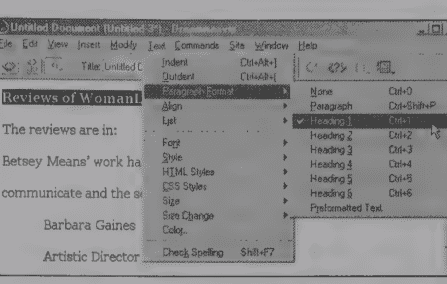 Untitled Document (Untitled
File Edit View Insert Modify Text Commands Site Window Help
Title: Untitled D
Indent Ctrl+Alt+]
Outdent Ctrl+Alt+[
Paragraph Format
Align
List
Font
Style
HTML Styles
CSS Styles
Size
Size Change
Color...
Check Spelling Shift+F7
None Ctrl+0
Paragraph Ctrl+Shift+P
✓ Heading 1 Ctrl+1
Heading 2 Ctrl+2
Heading 3 Ctrl+3
Heading 4 Ctrl+4
Heading 5 Ctrl+5
Heading 6 Ctrl+6
Preformatted Text
Reviews of WomanL
The reviews are in:
Betsey Means' work ha
communicate and the s
Barbara Gaines
Artistic Director